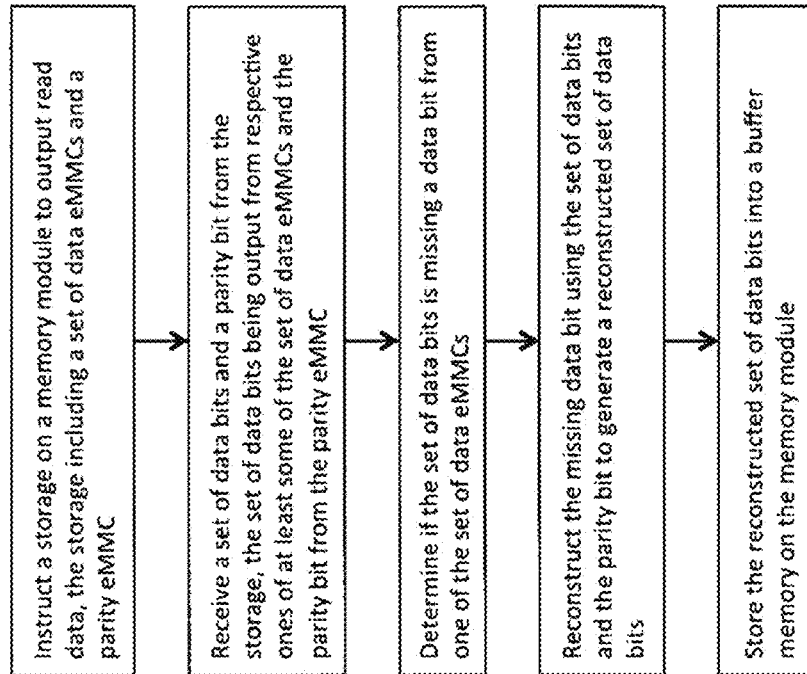 Instruct a storage on a memory module to output read
data, the storage including a set of data eMMCs and a
parity eMMC
Receive a set of data bits and a parity bit from the
storage, the set of data bits being output from respective
ones of at least some of the set of data eMMCs and the
parity bit from the parity eMMC
Determine if the set of data bits is missing a data bit from
one of the set of data eMMCs
Reconstruct the missing data bit using the set of data bits
and the parity bit to generate a reconstructed set of data
bits
Store the reconstructed set of data bits into a buffer
memory on the memory module